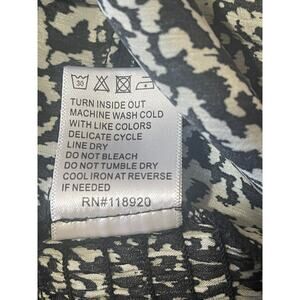 30
TURN INSIDE OUT
MACHINE WASH COLD
WITH LIKE COLORS
DELICATE CYCLE
LINE DRY
DO NOT BLEACH
DO NOT TUMBLE DRY
COOL IRON AT REVERSE
IF NEEDED
RN#118920